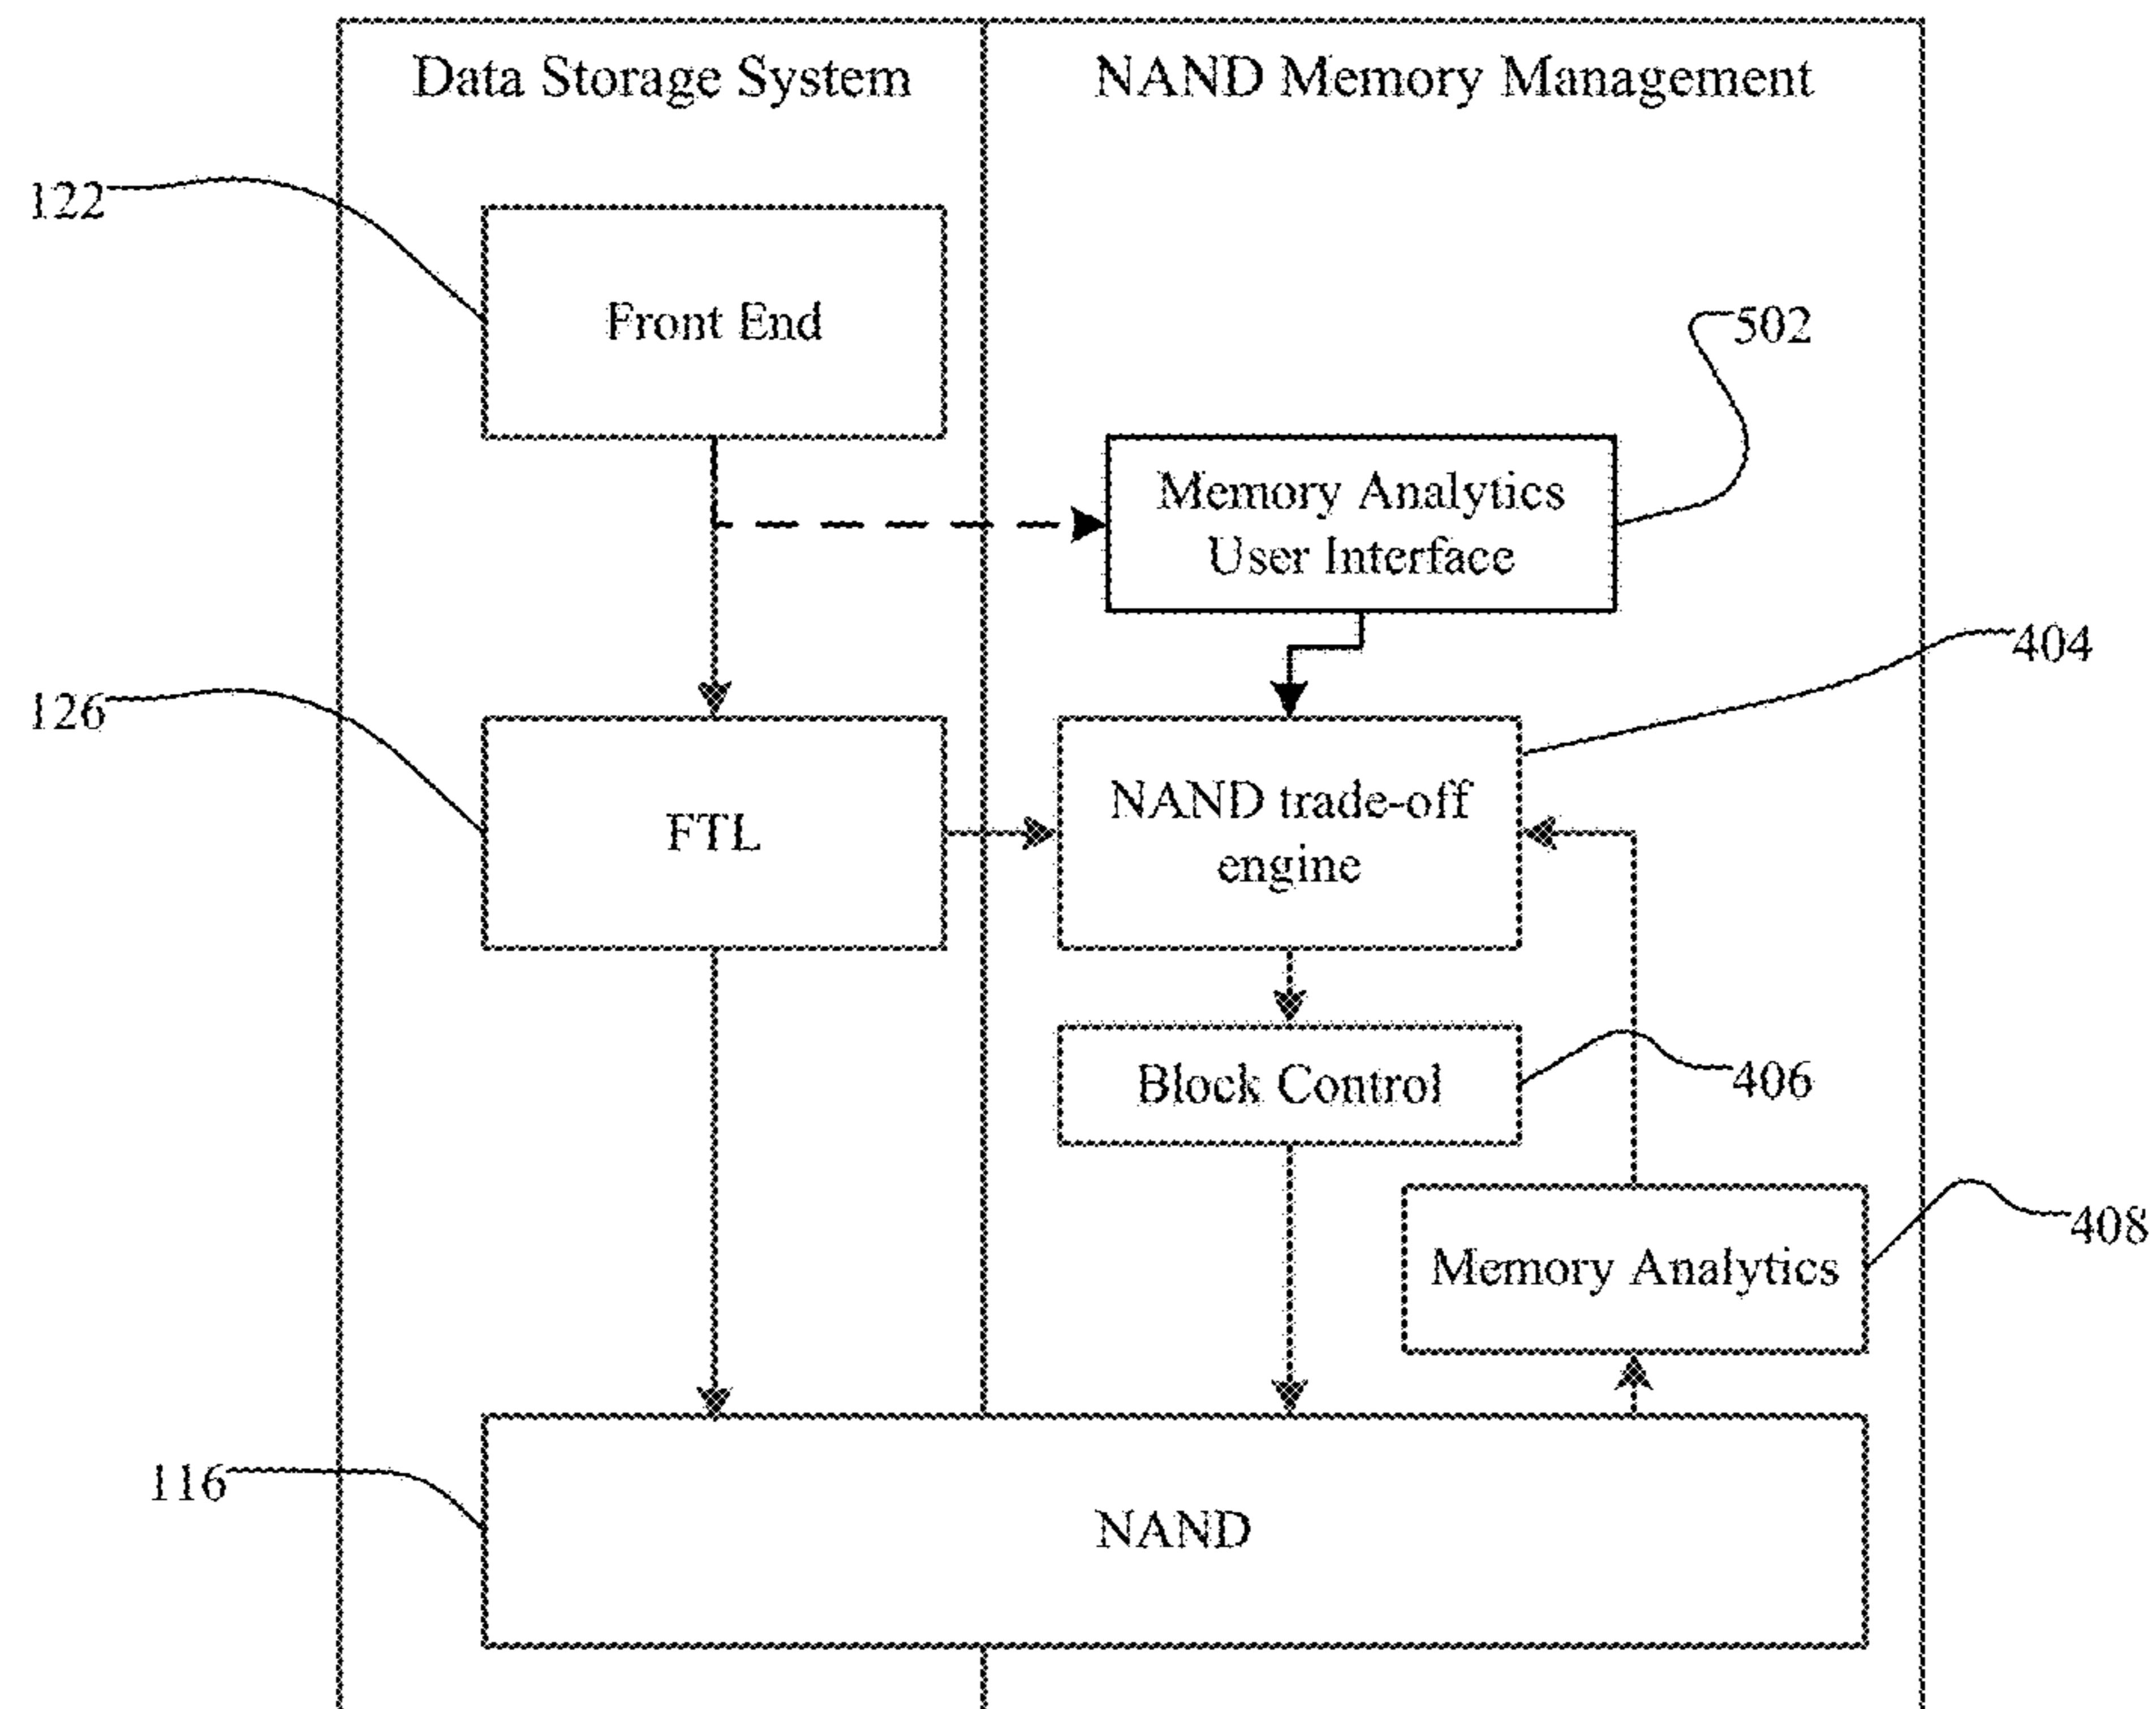 Data Storage System
NAND Memory Management
122
Front End
502
Memory Analytics
User Interface
404
126
FTL
NAND trade-off
engine
Block Control
406
408
Memory Analytics
116
NAND